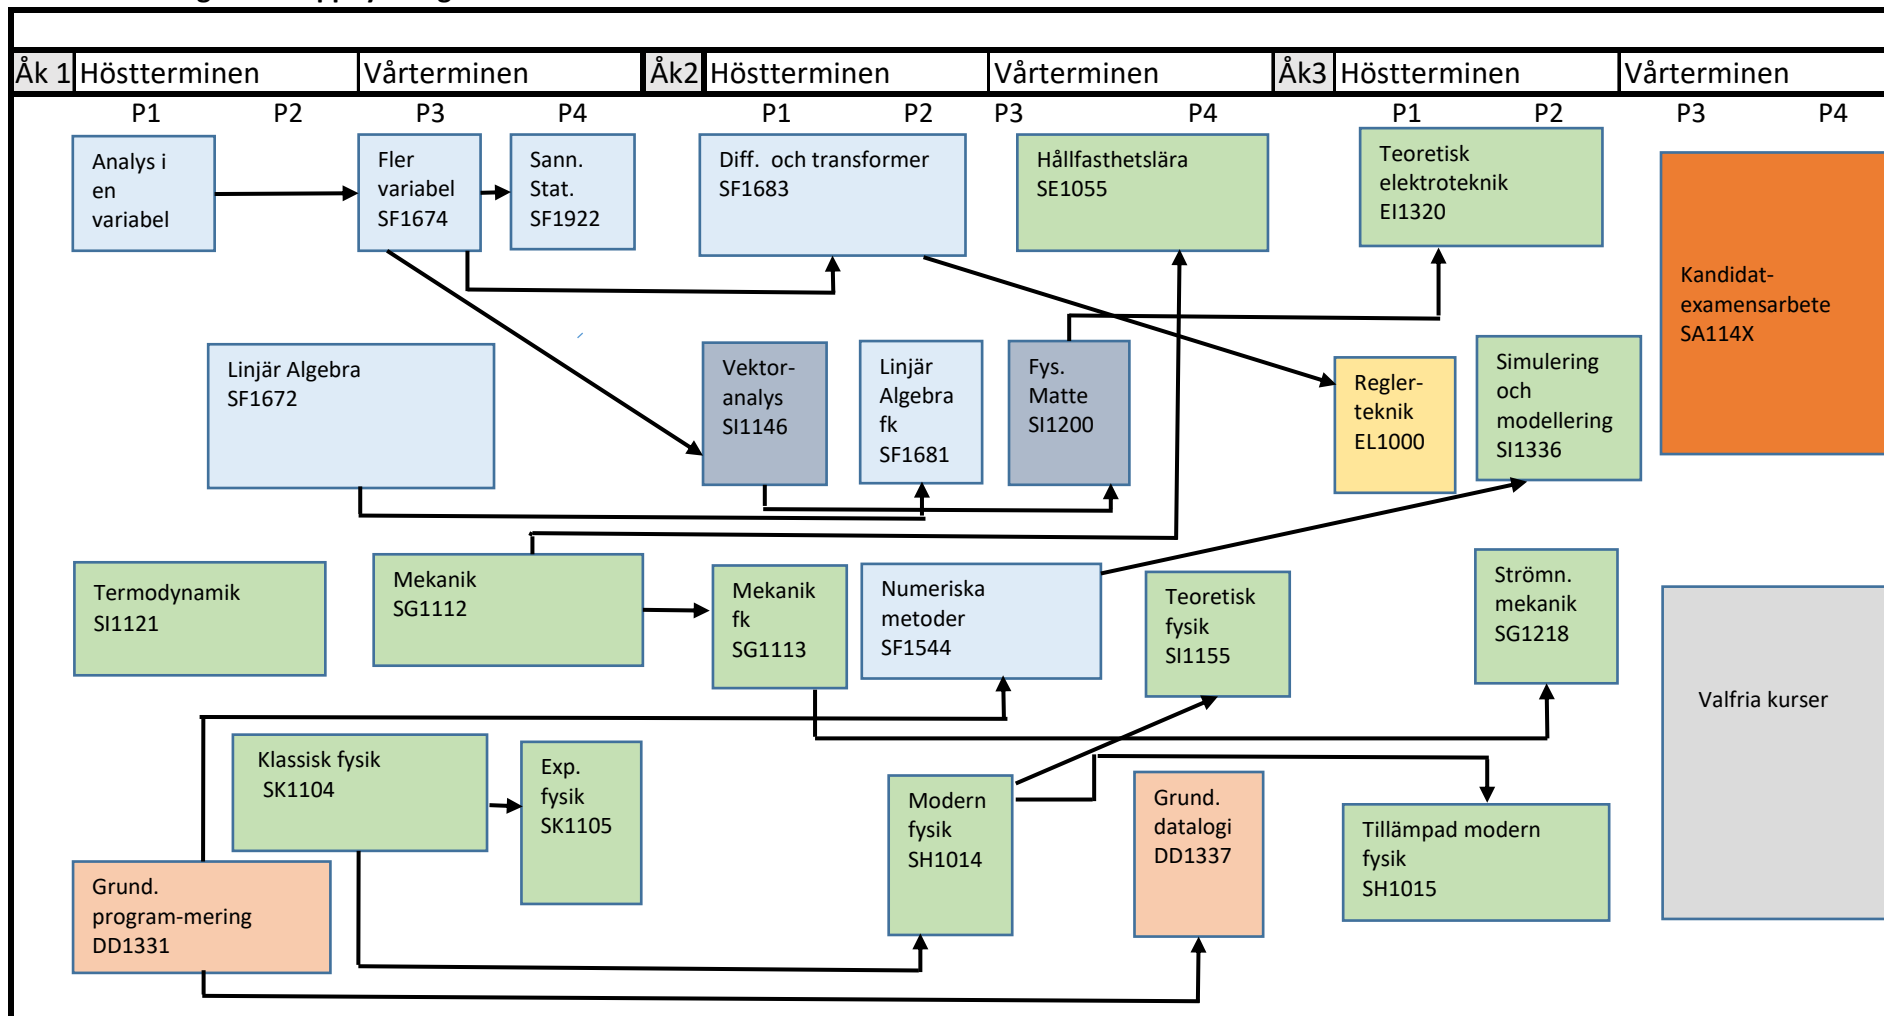 Åk 1 Höstterminen Vårterminen Åk2 Höstterminen Vårterminen Åk3 Höstterminen Vårterminen
P1 P2 P3 P4 P1 P2 P3 P4 P1 P2 P3 P4
Analys i
en
variabel
Fler
variabel
SF1674
Sann.
Stat.
SF1922
Diff. och transformer
SF1683
Hållfasthetslära
SE1055
Teoretisk
elektroteknik
EI1320
Kandidat-
examensarbete
SA114X
Linjär Algebra
SF1672
Vektor-
analys
SI1146
Linjär
Algebra
fk
SF1681
Fys.
Matte
SI1200
Regler-
teknik
EL1000
Simulering
och
modellering
SI1336
Termodynamik
SI1121
Mekanik
SG1112
Mekanik
fk
SG1113
Numeriska
metoder
SF1544
Teoretisk
fysik
SI1155
Strömn.
mekanik
SG1218
Valfria kurser
Klassisk fysik
SK1104
Exp.
fysik
SK1105
Modern
fysik
SH1014
Grund.
datalogi
DD1337
Tillämpad modern
fysik
SH1015
Grund.
program-mering
DD1331